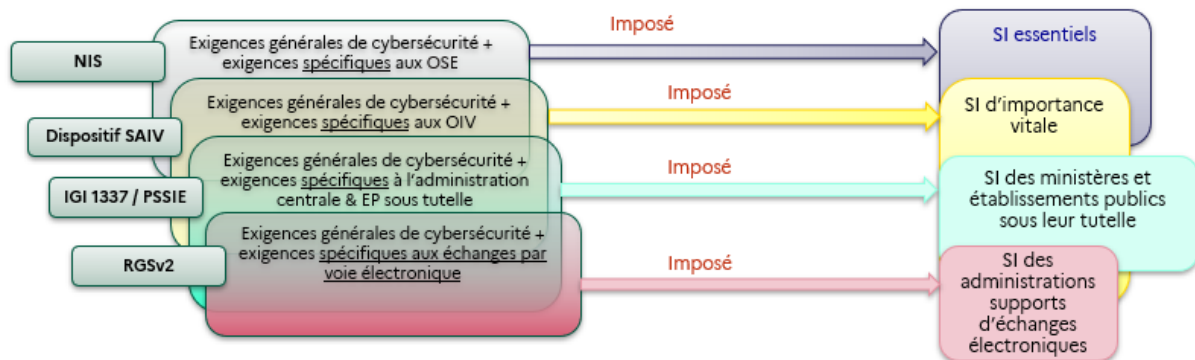 NIS
Exigences générales de cybersécurité +
exigences spécifiques aux OSE
Imposé
SI essentiels
Dispositif SAIV
Exigences générales de cybersécurité +
exigences spécifiques aux OIV
Imposé
SI d'importance
vitale
IGI 1337 / PSSIE
Exigences générales de cybersécurité +
exigences spécifiques à l'administration
centrale & EP sous tutelle
Imposé
SI des ministères et
établissements publics
sous leur tutelle
RGSv2
Exigences générales de cybersécurité +
exigences spécifiques aux échanges par
voie électronique
Imposé
SI des
administrations
supports
d'échanges
électroniques